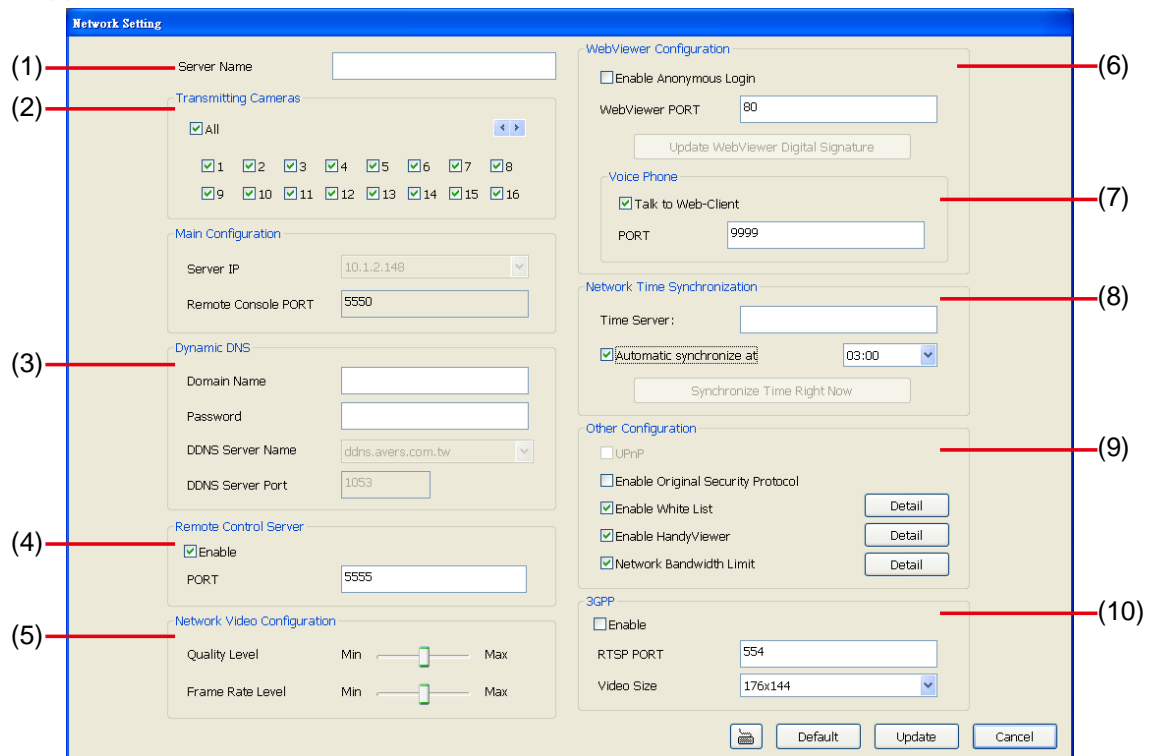 Network Setting
(1)
Server Name
(2)
Transmitting Cameras
All
1 2 3 4 5 6 7 8
9 10 11 12 13 14 15 16
Main Configuration
Server IP 10.1.2.148
Remote Console PORT 5550
(3)
Dynamic DNS
Domain Name
Password
DDNS Server Name ddns.avers.com.tw
DDNS Server Port 1053
(4)
Remote Control Server
Enable
PORT 5555
(5)
Network Video Configuration
Quality Level Min Max
Frame Rate Level Min Max
WebViewer Configuration
(6)
Enable Anonymous Login
WebViewer PORT 80
Update WebViewer Digital Signature
Voice Phone
(7)
Talk to Web-Client
PORT 9999
Network Time Synchronization
(8)
Time Server:
Automatic synchronize at 03:00
Synchronize Time Right Now
Other Configuration
(9)
UPnP
Enable Original Security Protocol
Enable White List Detail
Enable HandyViewer Detail
Network Bandwidth Limit Detail
3GPP
(10)
Enable
RTSP PORT 554
Video Size 176x144
Default Update Cancel